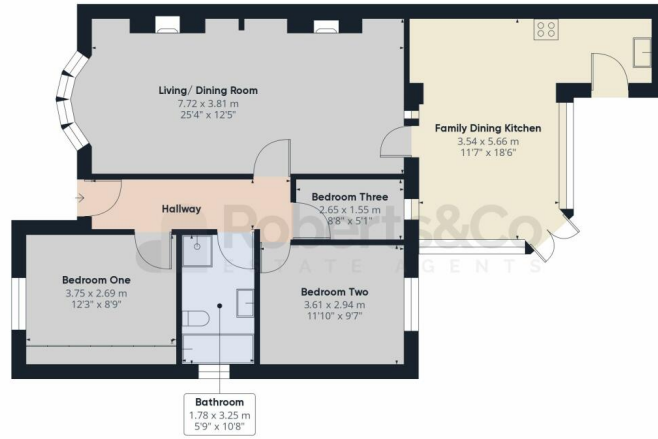 Living/ Dining Room
7.72 x 3.81 m
25'4" x 12'5"
Family Dining Kitchen
3.54 x 5.66 m
11'7" x 18'6"
Hallway
Bedroom Three
2.65 x 1.55 m
8'8" x 5'1"
Roberts&Co
ESTATE AGENTS
Bedroom One
3.75 x 2.69 m
12'3" x 8'9"
Bedroom Two
3.61 x 2.94 m
11'10" x 9'7"
Bathroom
1.78 x 3.25 m
5'9" x 10'8"